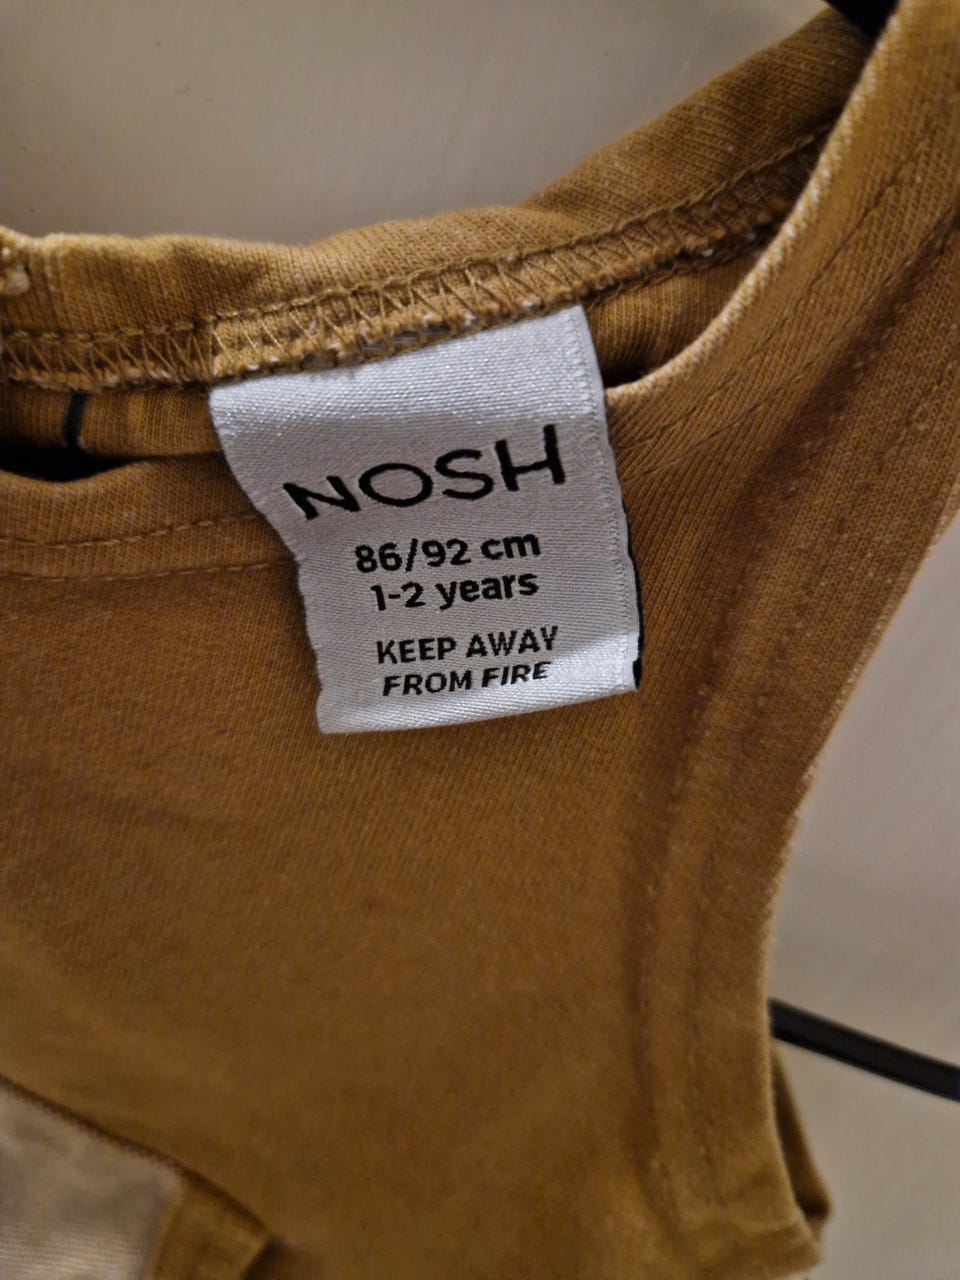 NOSH
86/92 cm
1-2 years
KEEP AWAY
FROM FIRE